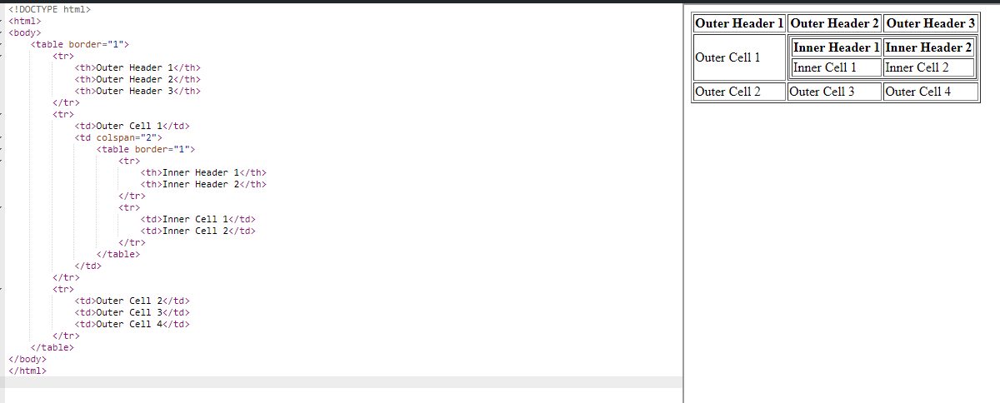 <!DOCTYPE html>
<html>
<body>
    <table border="1">
        <tr>
            <th>Outer Header 1</th>
            <th>Outer Header 2</th>
            <th>Outer Header 3</th>
        </tr>
        <tr>
            <td>Outer Cell 1</td>
            <td colspan="2">
                <table border="1">
                    <tr>
                        <th>Inner Header 1</th>
                        <th>Inner Header 2</th>
                    </tr>
                    <tr>
                        <td>Inner Cell 1</td>
                        <td>Inner Cell 2</td>
                    </tr>
                </table>
            </td>
        </tr>
        <tr>
            <td>Outer Cell 2</td>
            <td>Outer Cell 3</td>
            <td>Outer Cell 4</td>
        </tr>
    </table>
</body>
</html>
Outer Header 1 Outer Header 2 Outer Header 3
Outer Cell 1
Inner Header 1 Inner Header 2
Inner Cell 1 Inner Cell 2
Outer Cell 2 Outer Cell 3 Outer Cell 4